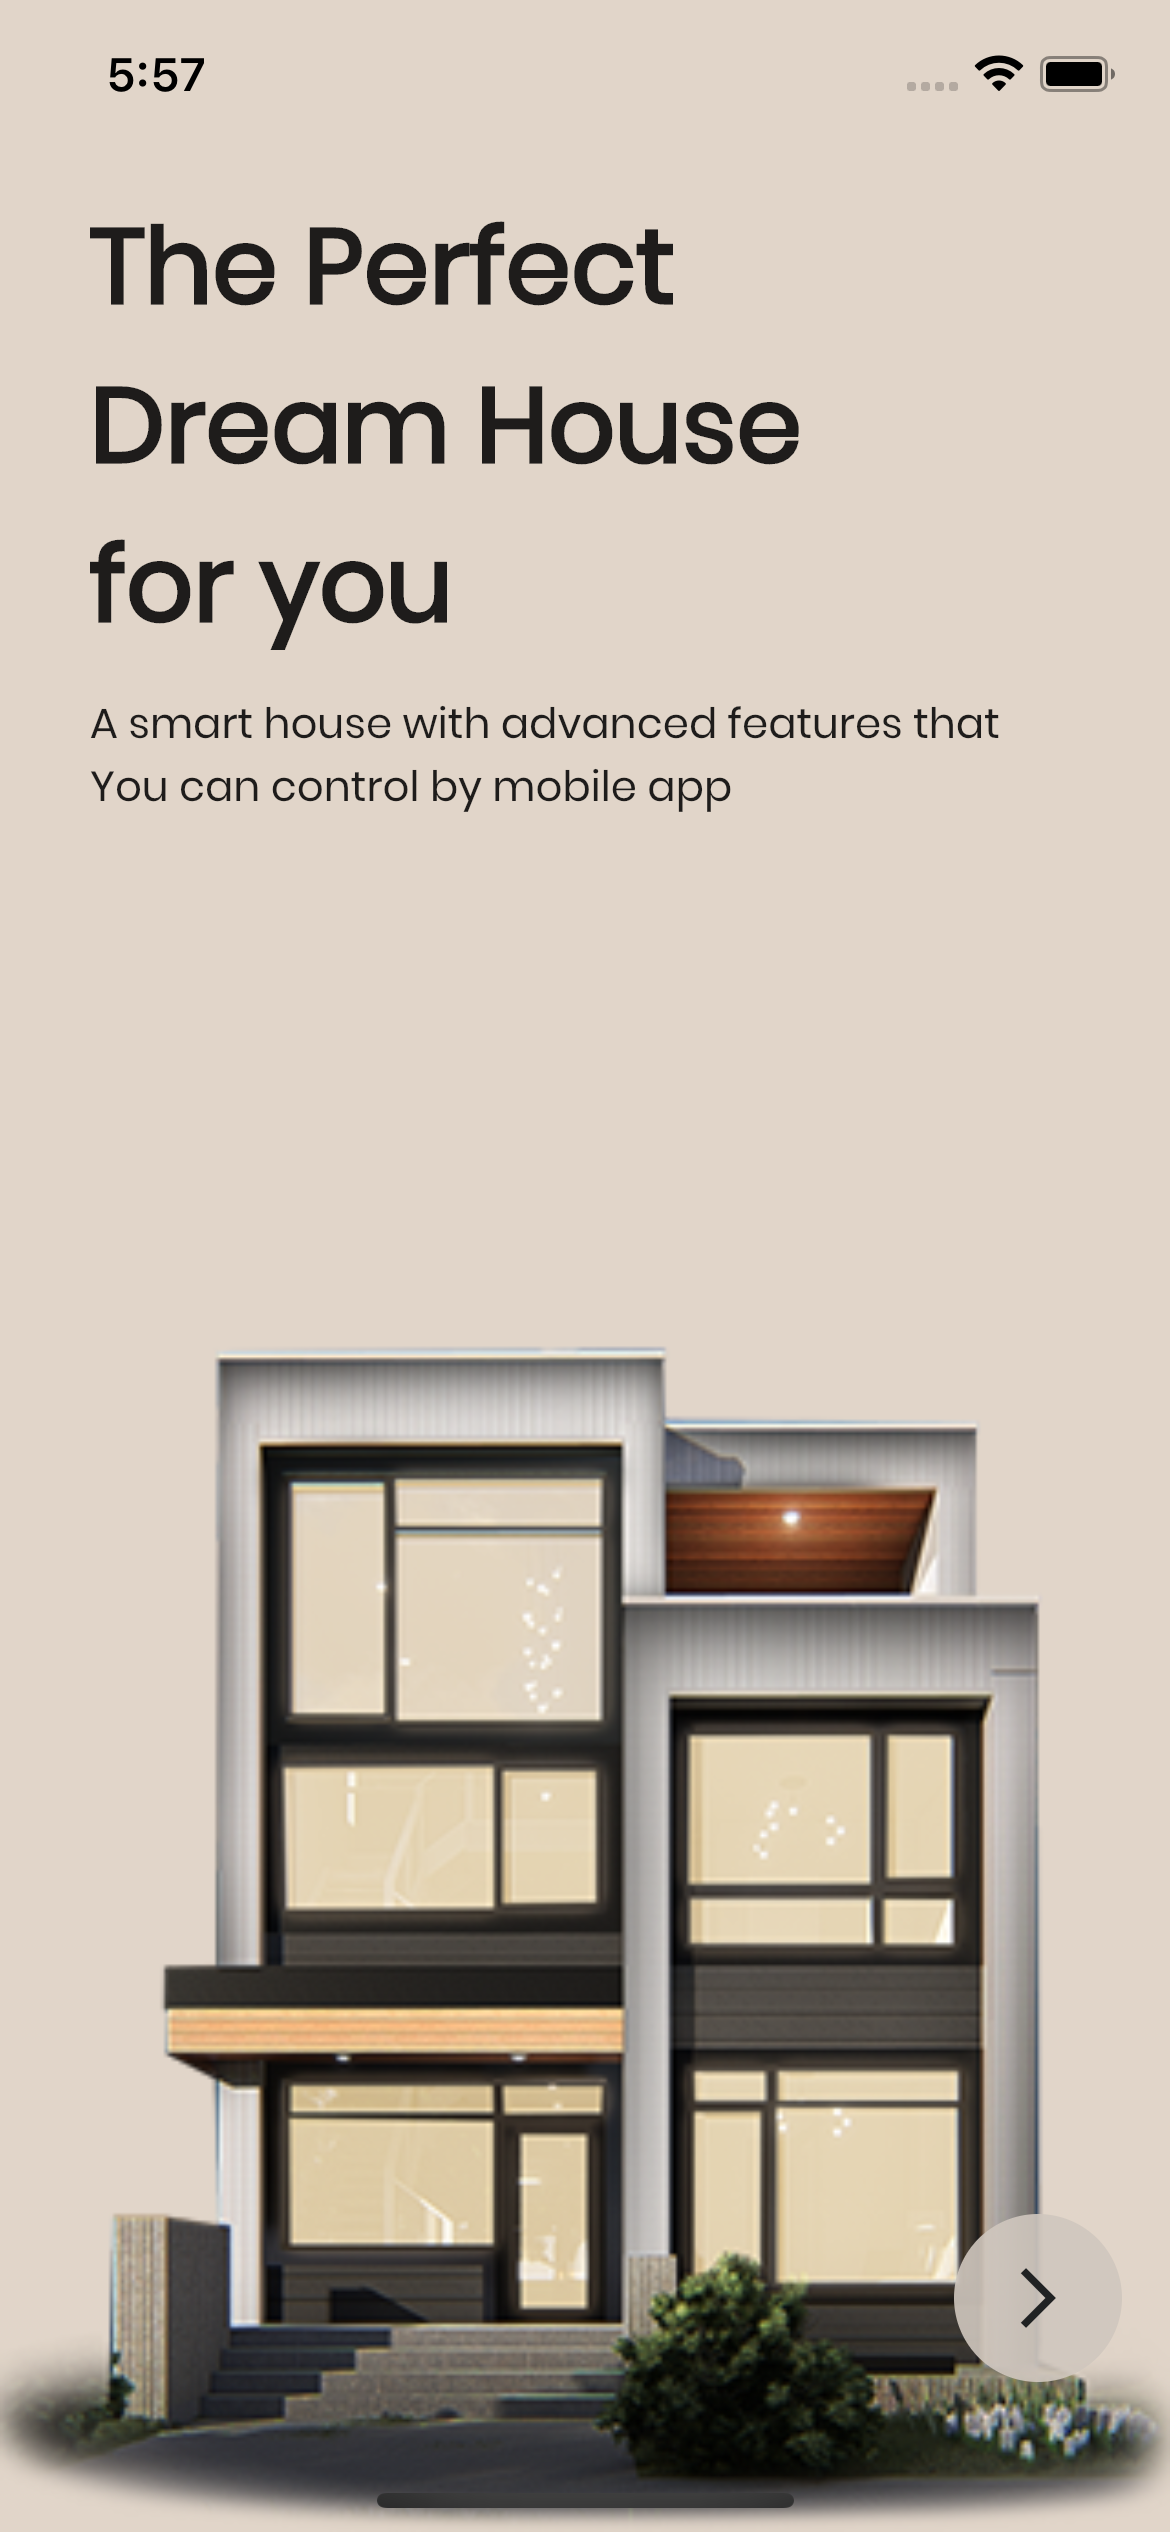 5:57
The Perfect
Dream House
for you
A smart house with advanced features that
You can control by mobile app